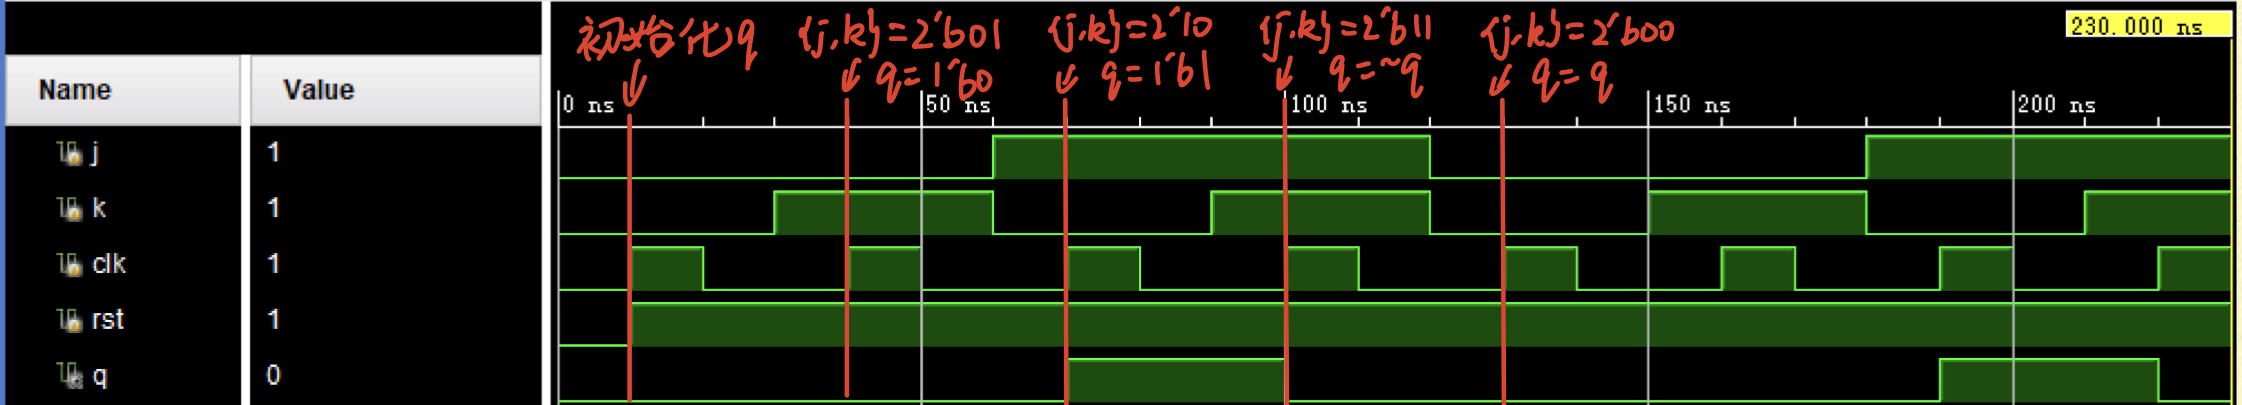 初始化q {j,k}=2'b01 {j,k}=2'10 {j,k}=2'b11 {j,k}=2'b00
q=1'b0 q=1'b1 q=~q q=q
230.000 ns
Name Value
0 ns 50 ns 100 ns 150 ns 200 ns
j 1
k 1
clk 1
rst 1
q 0